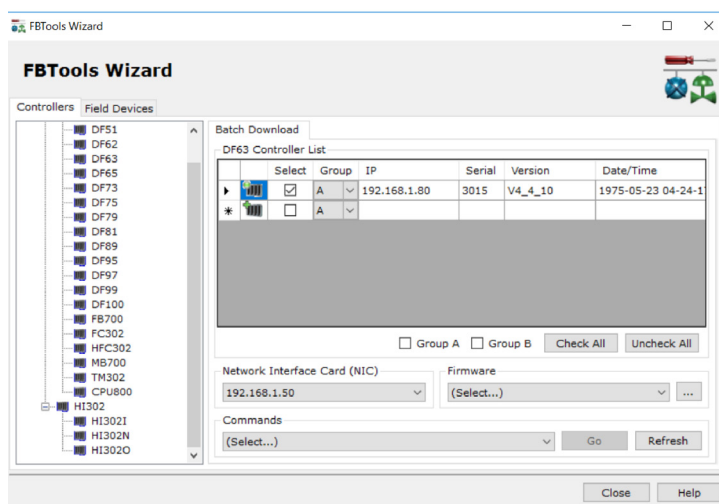 FBTools Wizard
FBTools Wizard
Controllers Field Devices
DF51
DF62
DF63
DF65
DF73
DF75
DF79
DF81
DF89
DF95
DF97
DF99
DF100
FB700
FC302
HFC302
MB700
TM302
CPU800
HI302
HI302I
HI302N
HI302O
Batch Download
DF63 Controller List
Select Group IP Serial Version Date/Time
A 192.168.1.80 3015 V4_4_10 1975-05-23 04-24-1
A
Group A Group B Check All Uncheck All
Network Interface Card (NIC) Firmware
192.168.1.50 (Select...) ...
Commands
(Select...) Go Refresh
Close Help